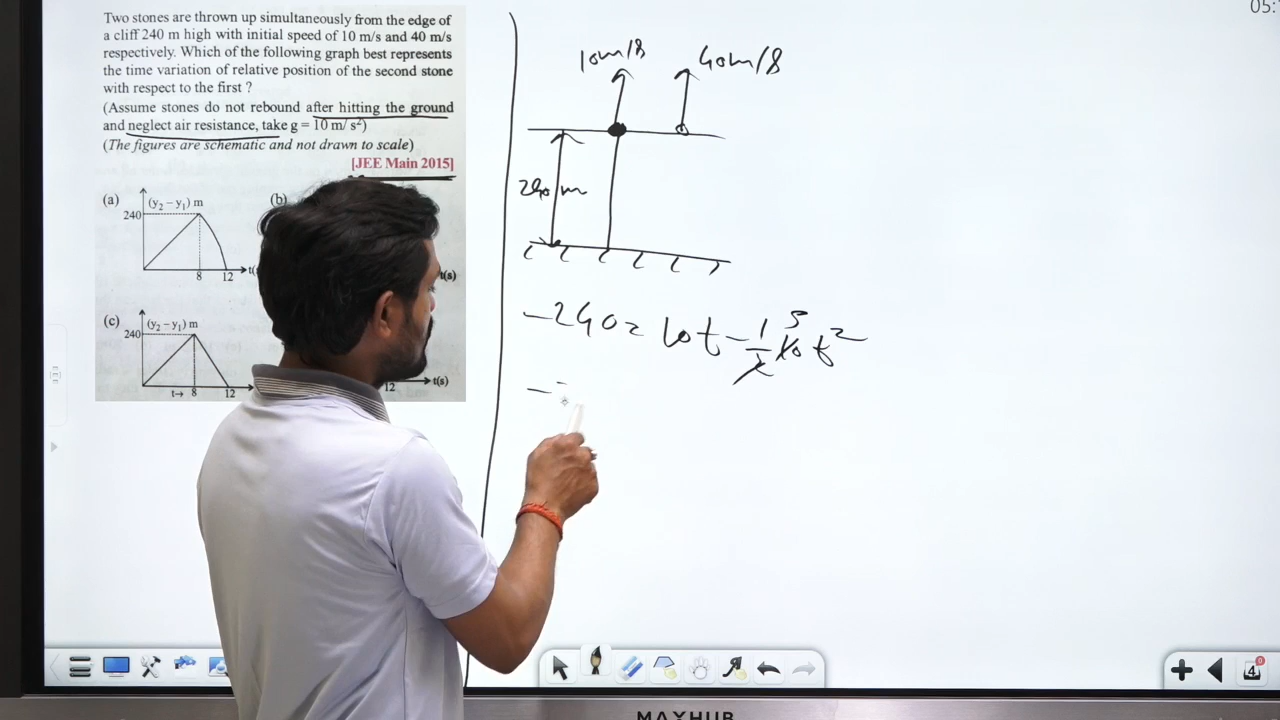 05:
Two stones are thrown up simultaneously from the edge of
a cliff 240 m high with initial speed of 10 m/s and 40 m/s
respectively. Which of the following graph best represents
the time variation of relative position of the second stone
with respect to the first ?
(Assume stones do not rebound after hitting the ground
and neglect air resistance, take g = 10 m/ s²)
(The figures are schematic and not drawn to scale)
[JEE Main 2015]
(a) (y₂ – y₁) m
240
8 12 t(s
(b)
t(s)
(c) (y₂ – y₁) m
240
t→ 8 12
12 t(s)
10m/s 40m/s
240m
-240 = 10t - 1/2 10 5 t²
-
4
MAXHUB